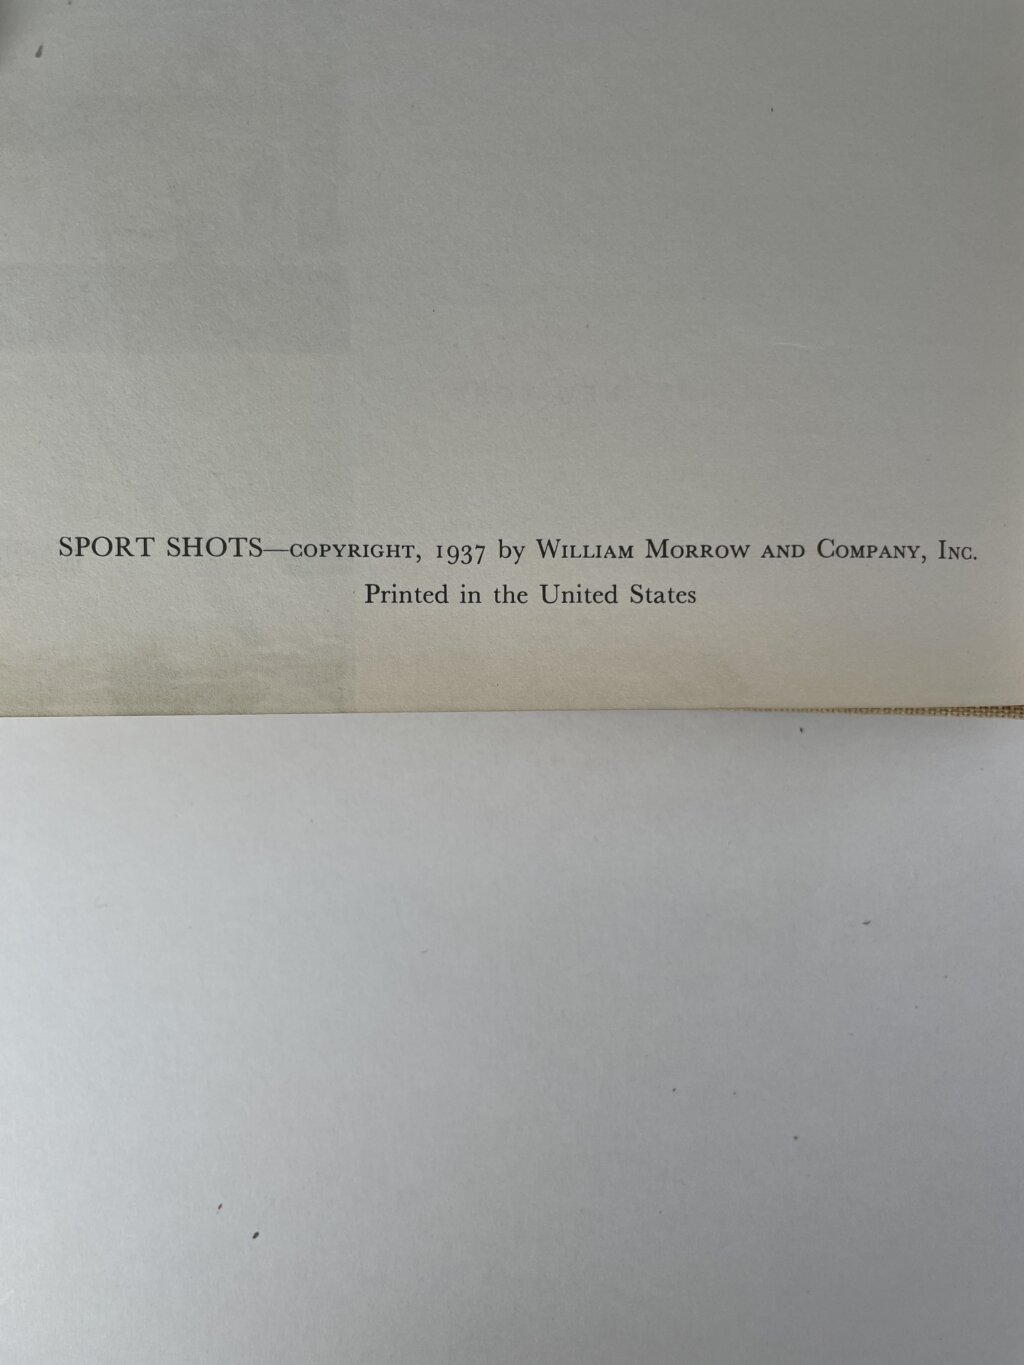 SPORT SHOTS—COPYRIGHT, 1937 by WILLIAM MORROW AND COMPANY, INC.
Printed in the United States